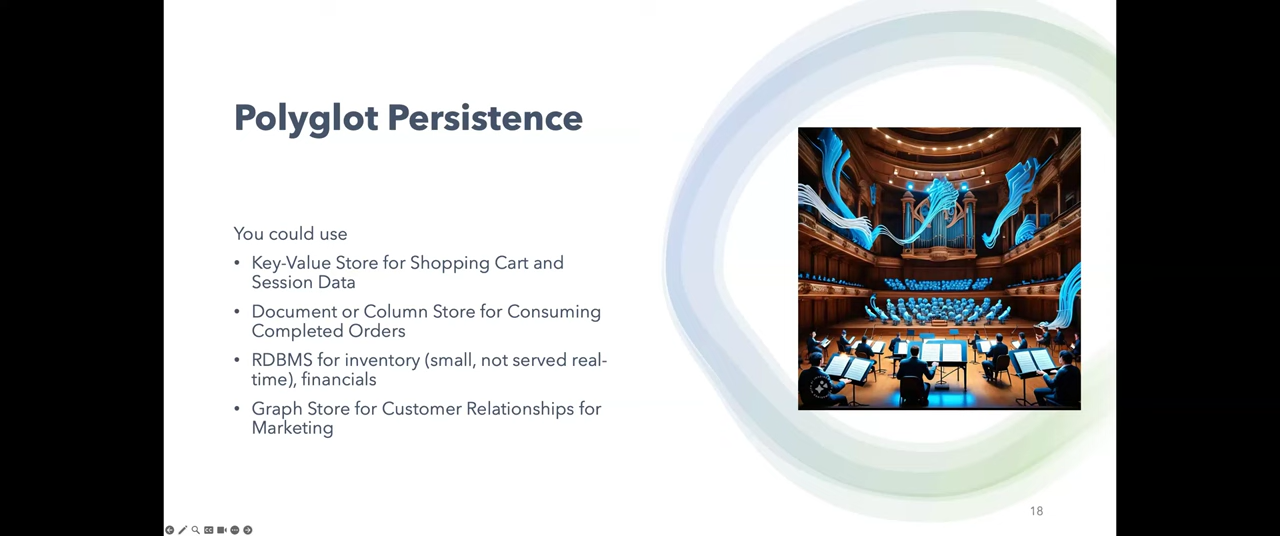 Polyglot Persistence
You could use
• Key-Value Store for Shopping Cart and
Session Data
• Document or Column Store for Consuming
Completed Orders
• RDBMS for inventory (small, not served real-
time), financials
• Graph Store for Customer Relationships for
Marketing
18